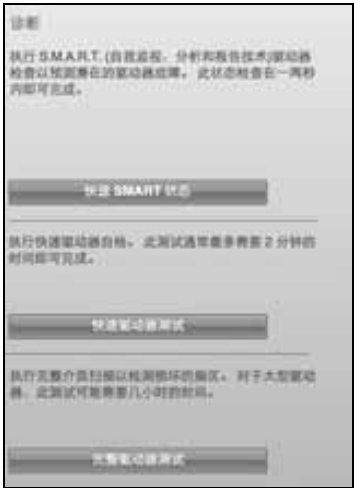 诊断
执行 S.M.A.R.T. (自我监视、分析和报告技术)驱动器
检查以预测潜在的驱动器故障。 此状态检查在一两秒
内即可完成。
快速 SMART 状态
执行快速驱动器自检。 此测试通常最多需要 2 分钟的
时间即可完成。
快速驱动器测试
执行完整介质扫描以检测损坏的扇区。 对于大型驱动
器，此测试可能需要几小时的时间。
完整驱动器测试